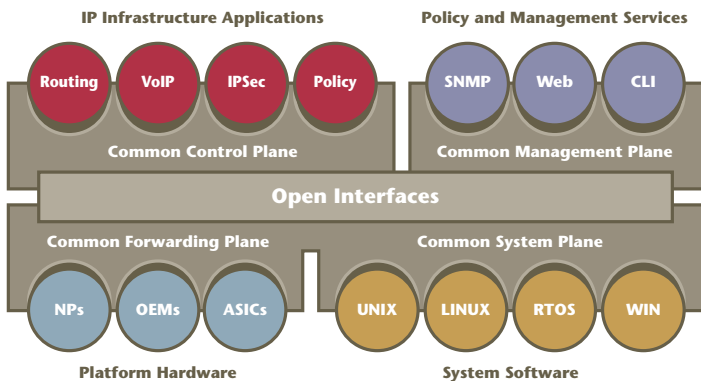 IP Infrastructure Applications
Policy and Management Services
Routing
VoIP
IPSec
Policy
SNMP
Web
CLI
Common Control Plane
Common Management Plane
Open Interfaces
Common Forwarding Plane
Common System Plane
NPs
OEMs
ASICs
UNIX
LINUX
RTOS
WIN
Platform Hardware
System Software